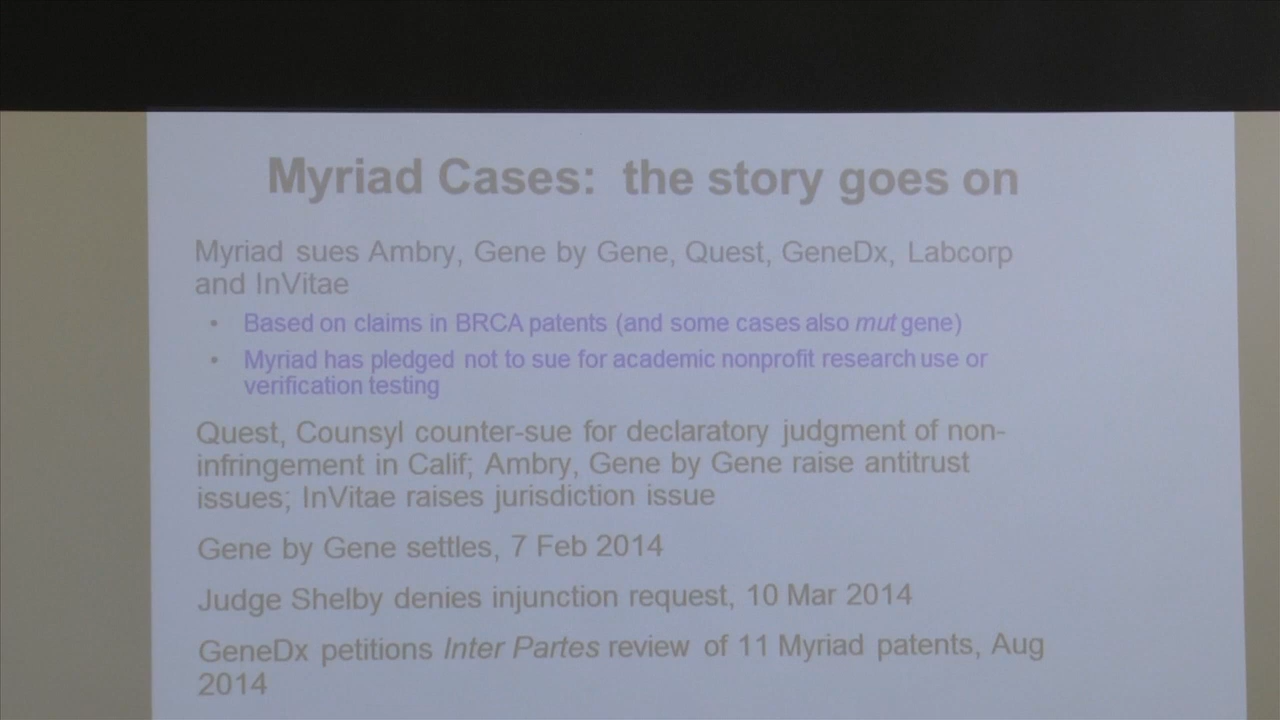 Myriad Cases: the story goes on
Myriad sues Ambry, Gene by Gene, Quest, GeneDx, Labcorp
and InVitae
• Based on claims in BRCA patents (and some cases also mut gene)
• Myriad has pledged not to sue for academic nonprofit research use or
verification testing
Quest, Counsyl counter-sue for declaratory judgment of non-
infringement in Calif; Ambry, Gene by Gene raise antitrust
issues; InVitae raises jurisdiction issue
Gene by Gene settles, 7 Feb 2014
Judge Shelby denies injunction request, 10 Mar 2014
GeneDx petitions Inter Partes review of 11 Myriad patents, Aug
2014